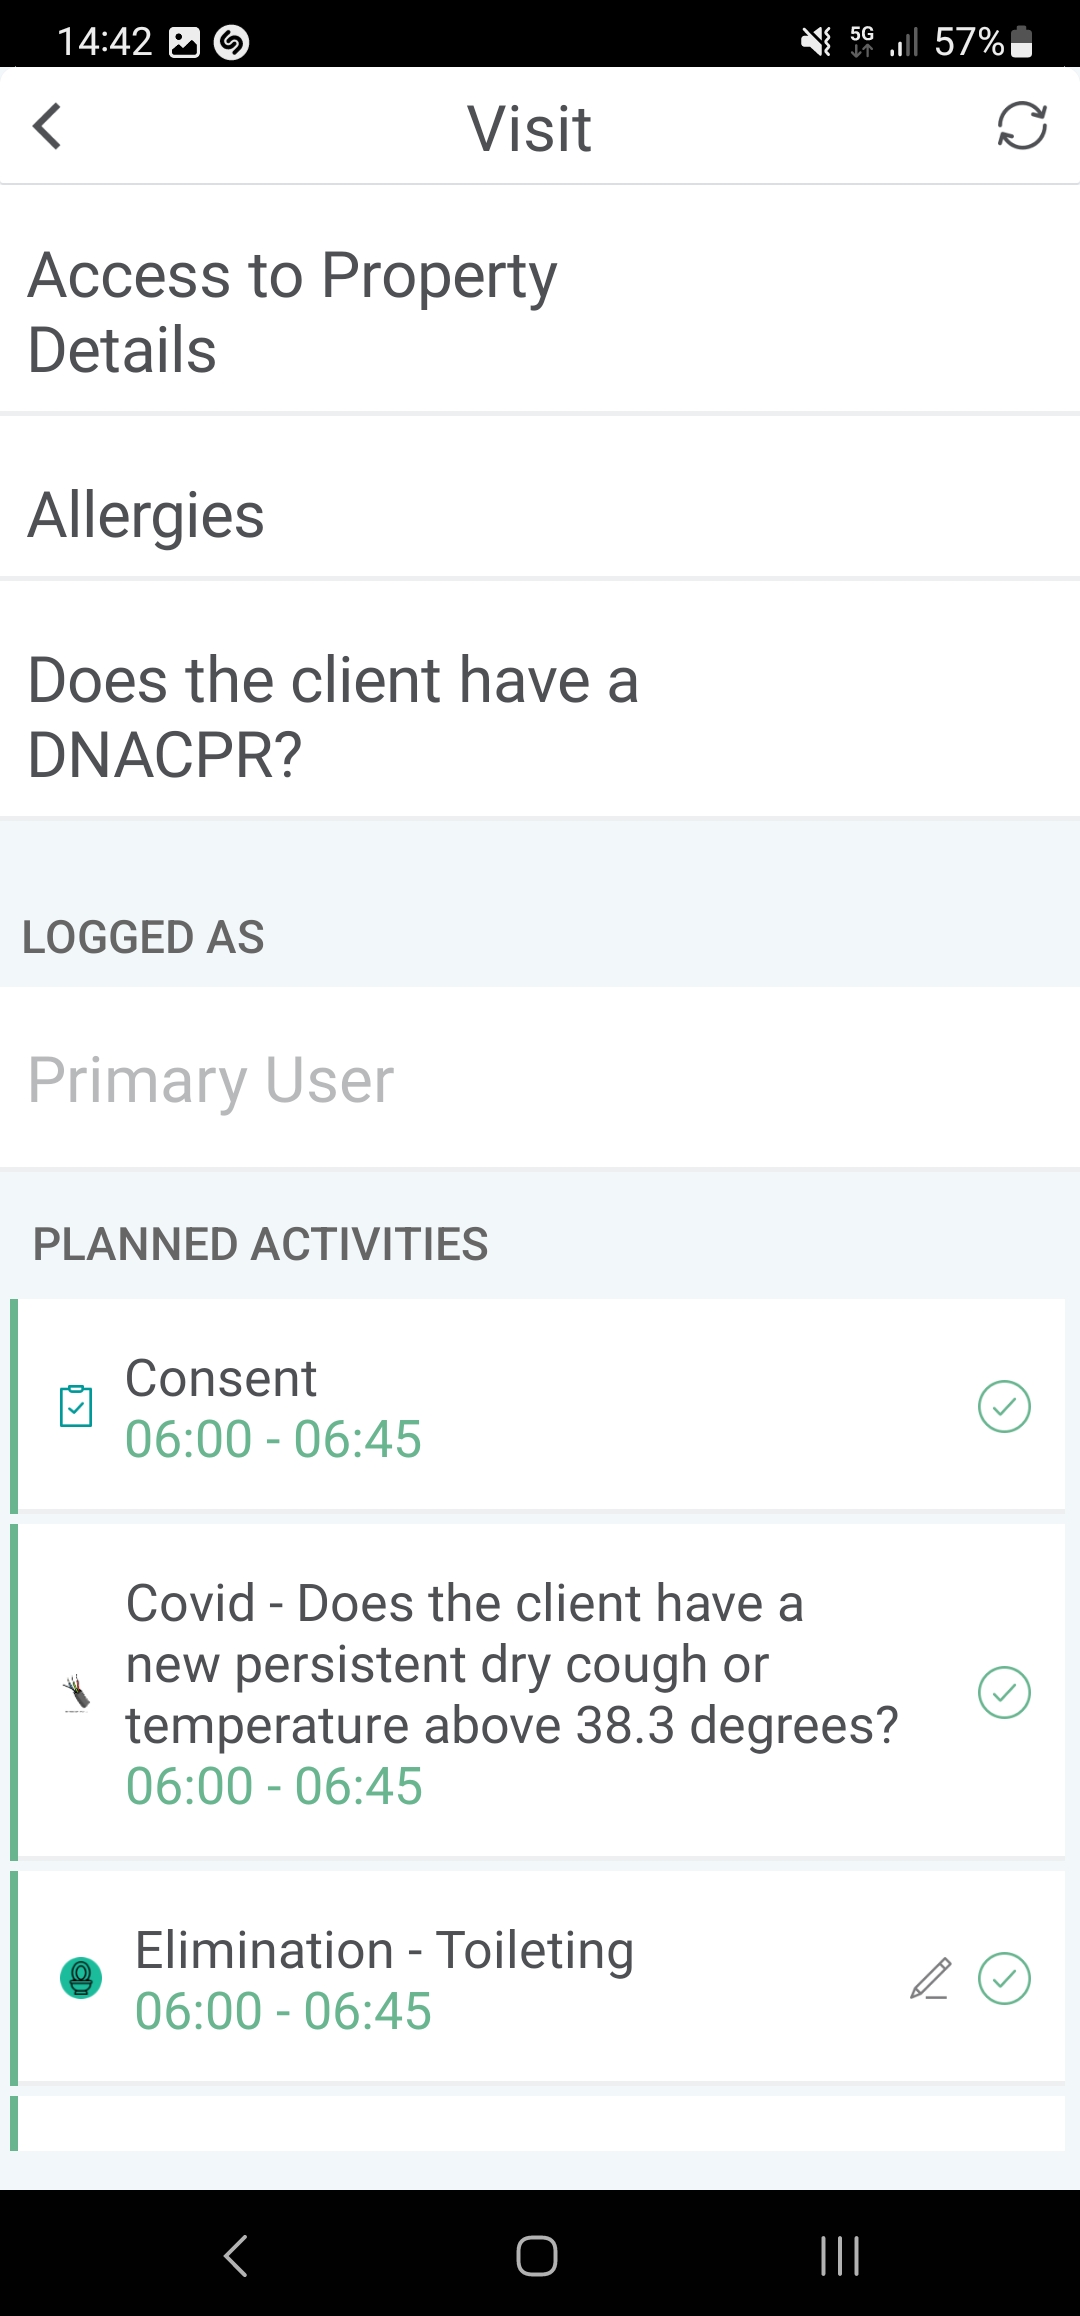 14:42
5G
57%
Visit
Access to Property
Details
Allergies
Does the client have a
DNACPR?
LOGGED AS
Primary User
PLANNED ACTIVITIES
Consent
06:00 - 06:45
Covid - Does the client have a
new persistent dry cough or
temperature above 38.3 degrees?
06:00 - 06:45
Elimination - Toileting
06:00 - 06:45